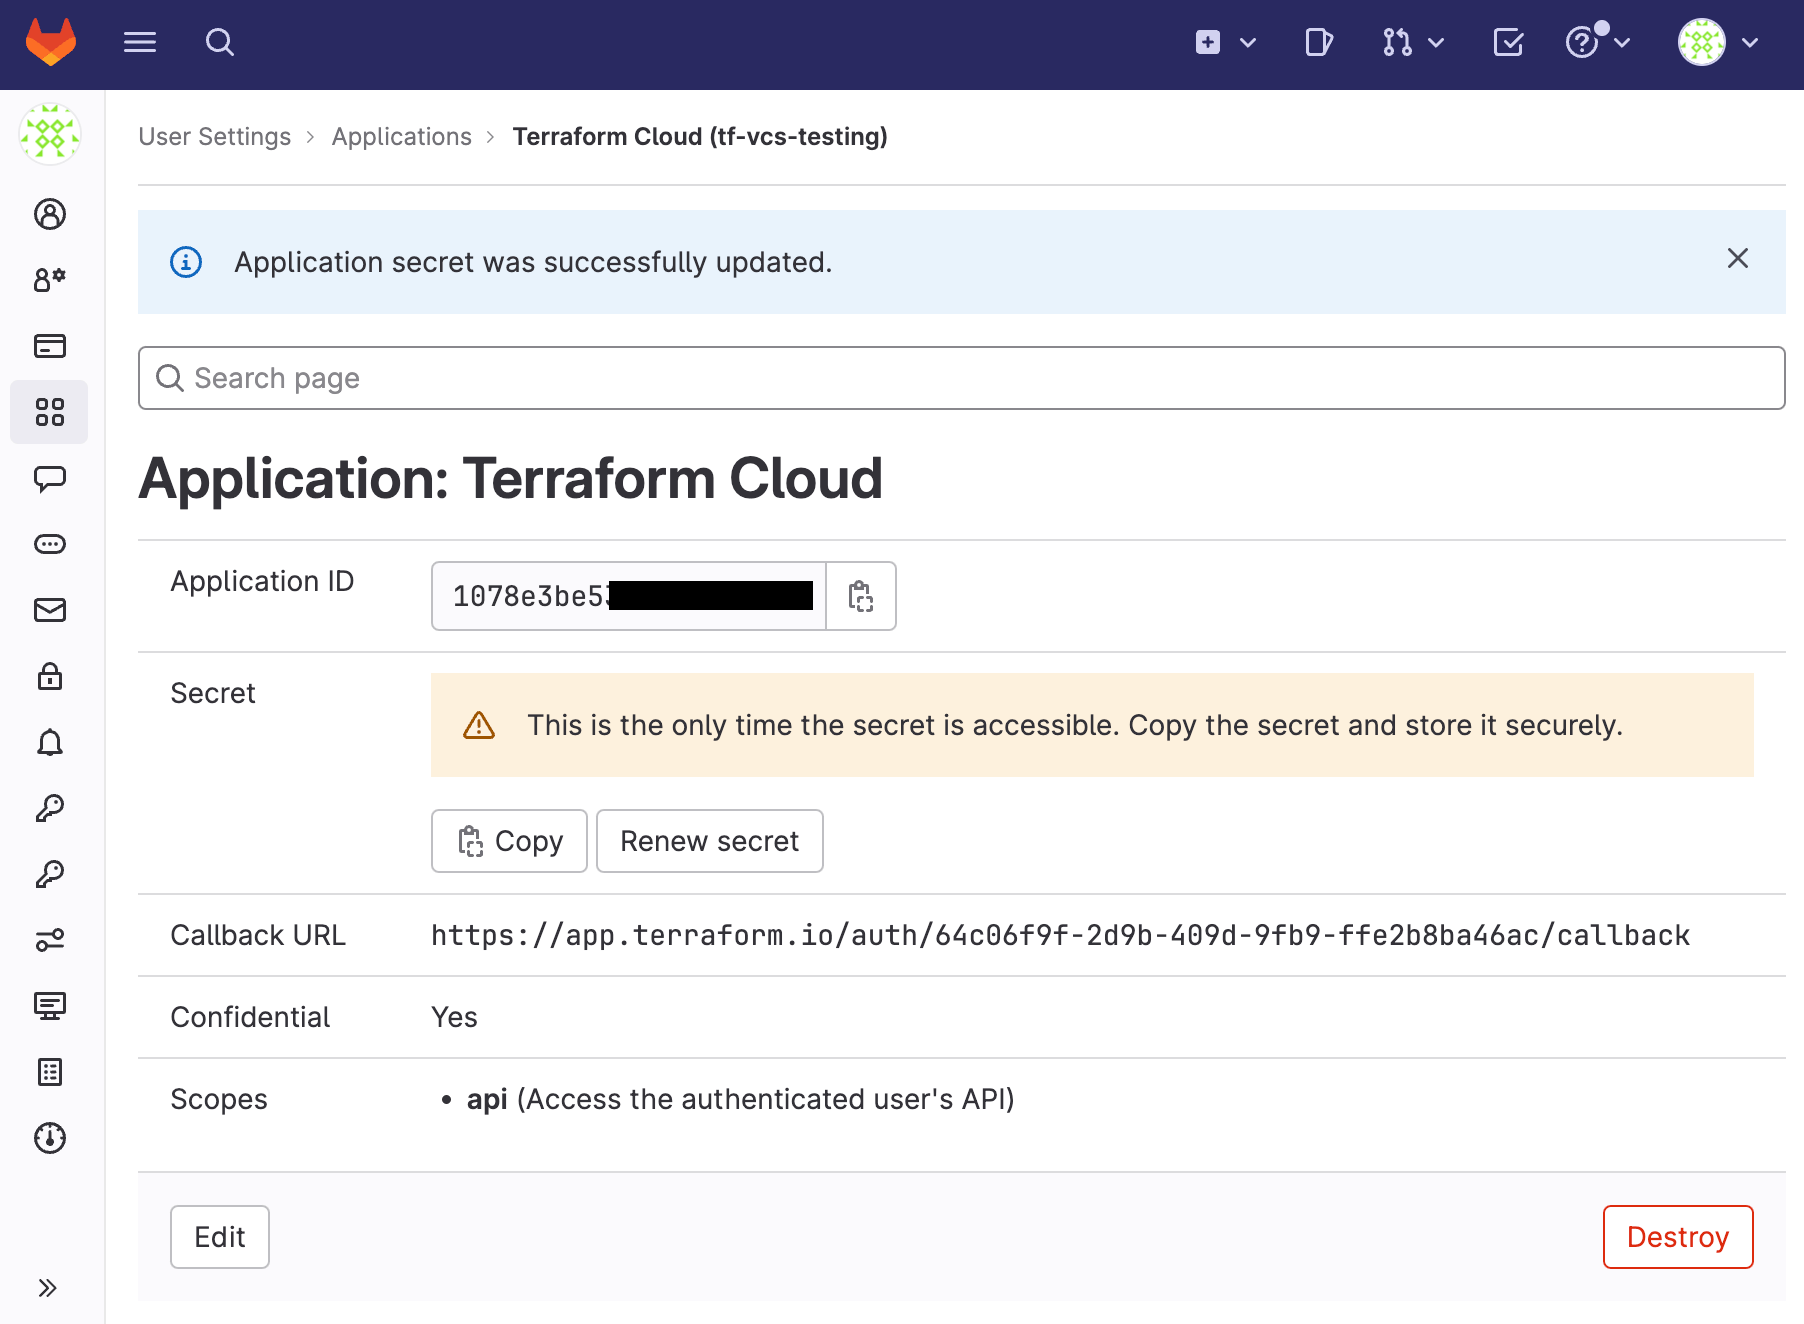 User Settings > Applications > Terraform Cloud (tf-vcs-testing)
Application secret was successfully updated.
Search page
Application: Terraform Cloud
Application ID
1078e3be5
Secret
This is the only time the secret is accessible. Copy the secret and store it securely.
Copy
Renew secret
Callback URL
https://app.terraform.io/auth/64c06f9f-2d9b-409d-9fb9-ffe2b8ba46ac/callback
Confidential
Yes
Scopes
• api (Access the authenticated user's API)
Edit
Destroy